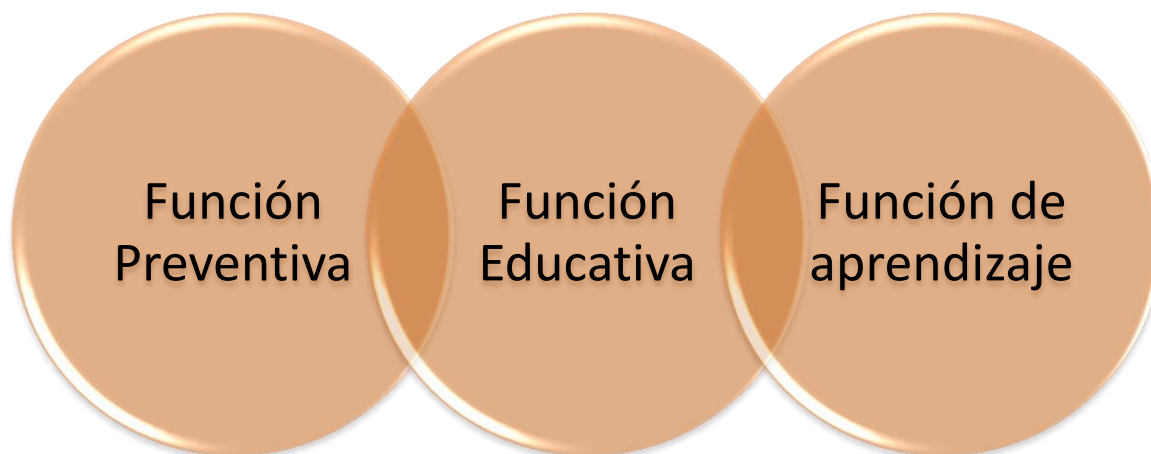 Función
Preventiva
Función
Educativa
Función de
aprendizaje